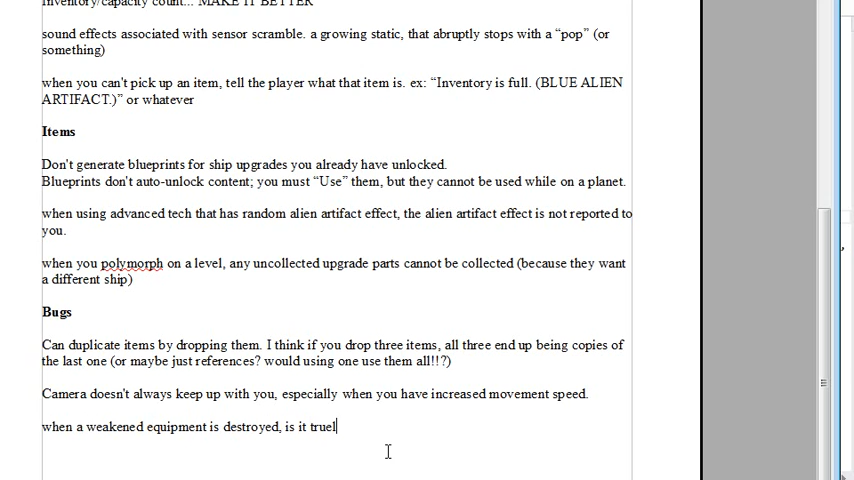 Inventory/capacity count... MAKE IT BETTER
sound effects associated with sensor scramble. a growing static, that abruptly stops with a “pop” (or
something)
when you can't pick up an item, tell the player what that item is. ex: “Inventory is full. (BLUE ALIEN
ARTIFACT.)” or whatever
Items
Don't generate blueprints for ship upgrades you already have unlocked.
Blueprints don't auto-unlock content; you must “Use” them, but they cannot be used while on a planet.
when using advanced tech that has random alien artifact effect, the alien artifact effect is not reported to
you.
when you polymorph on a level, any uncollected upgrade parts cannot be collected (because they want
a different ship)
Bugs
Can duplicate items by dropping them. I think if you drop three items, all three end up being copies of
the last one (or maybe just references? would using one use them all!!?)
Camera doesn't always keep up with you, especially when you have increased movement speed.
when a weakened equipment is destroyed, is it truel